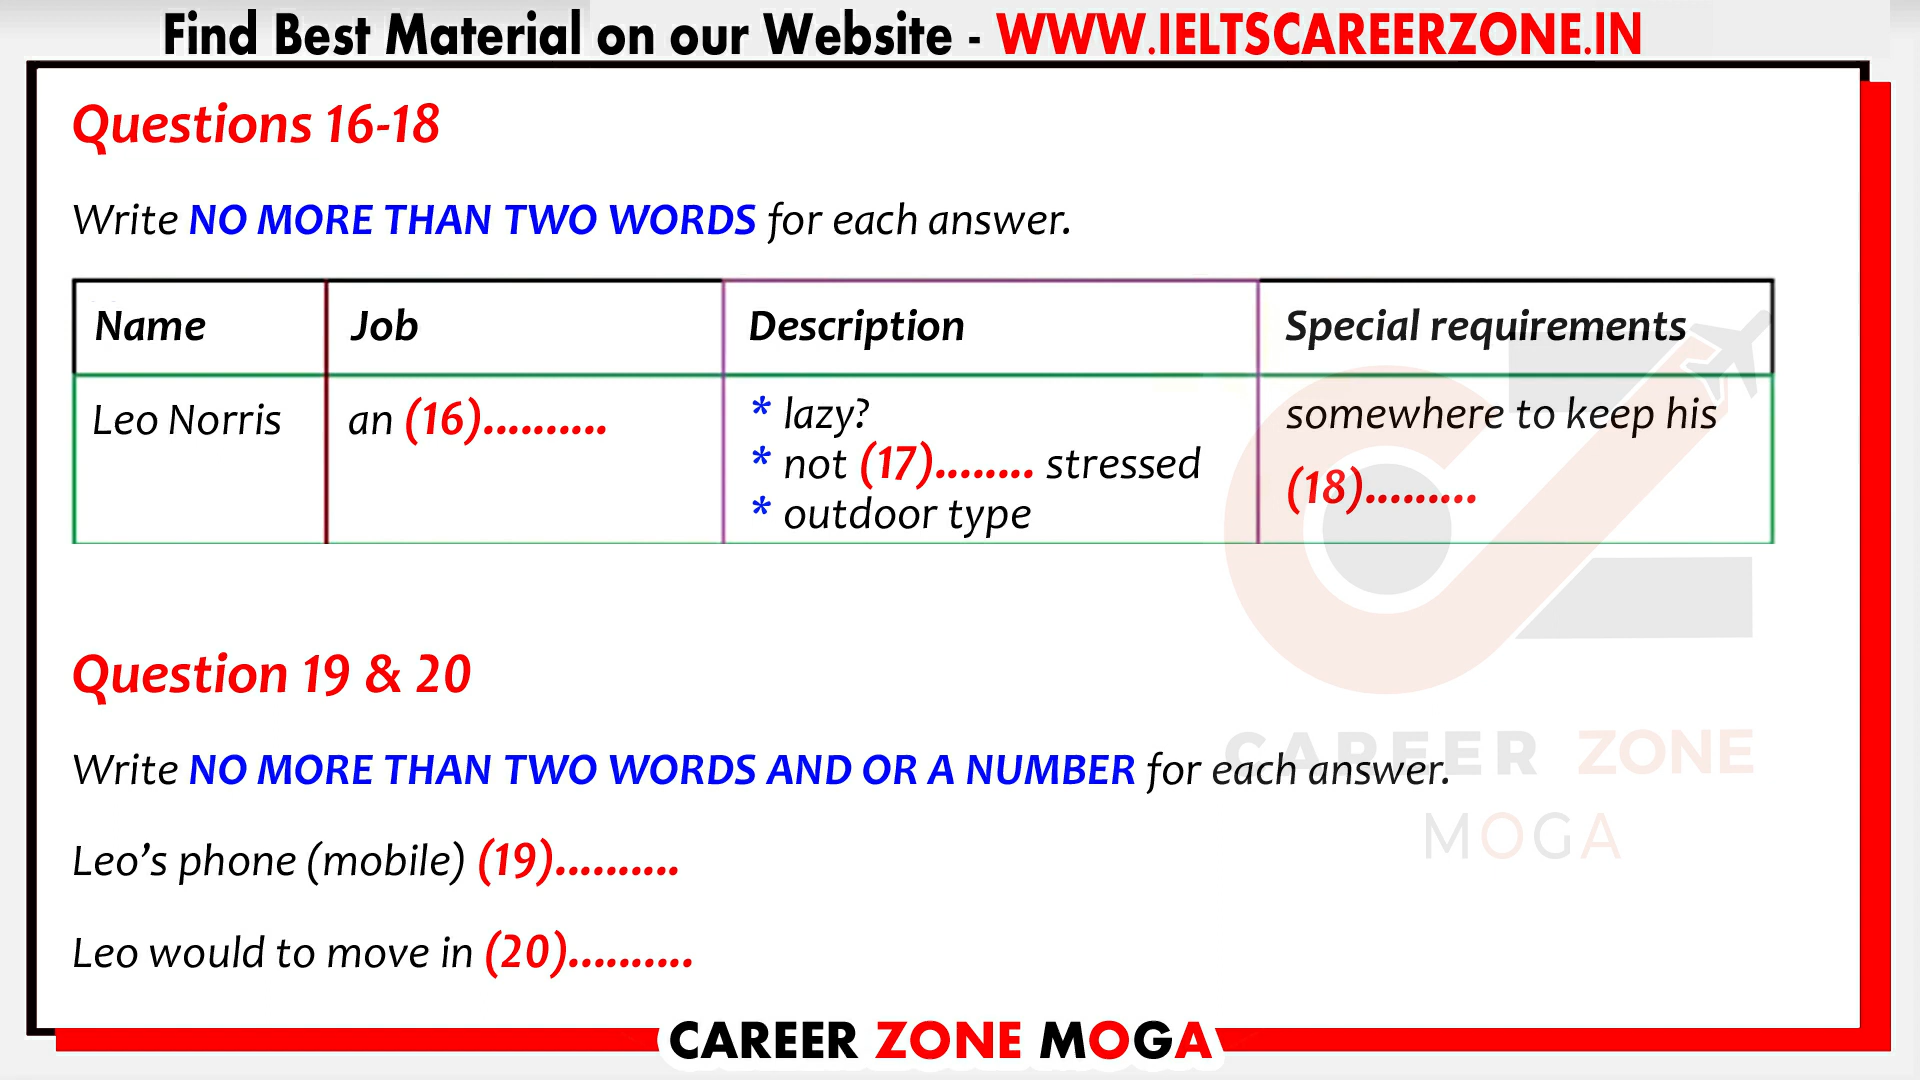 Find Best Material on our Website - WWW.IELTSCAREERZONE.IN
Questions 16-18
Write NO MORE THAN TWO WORDS for each answer.
Name Job Description Special requirements
Leo Norris an (16).......... * lazy? somewhere to keep his
* not (17)........ stressed
(18).........
* outdoor type
Question 19 & 20
CAREER ZONE
Write NO MORE THAN TWO WORDS AND OR A NUMBER for each answer.
MOGA
Leo's phone (mobile) (19)..........
Leo would to move in (20)..........
CAREER ZONE MOGA